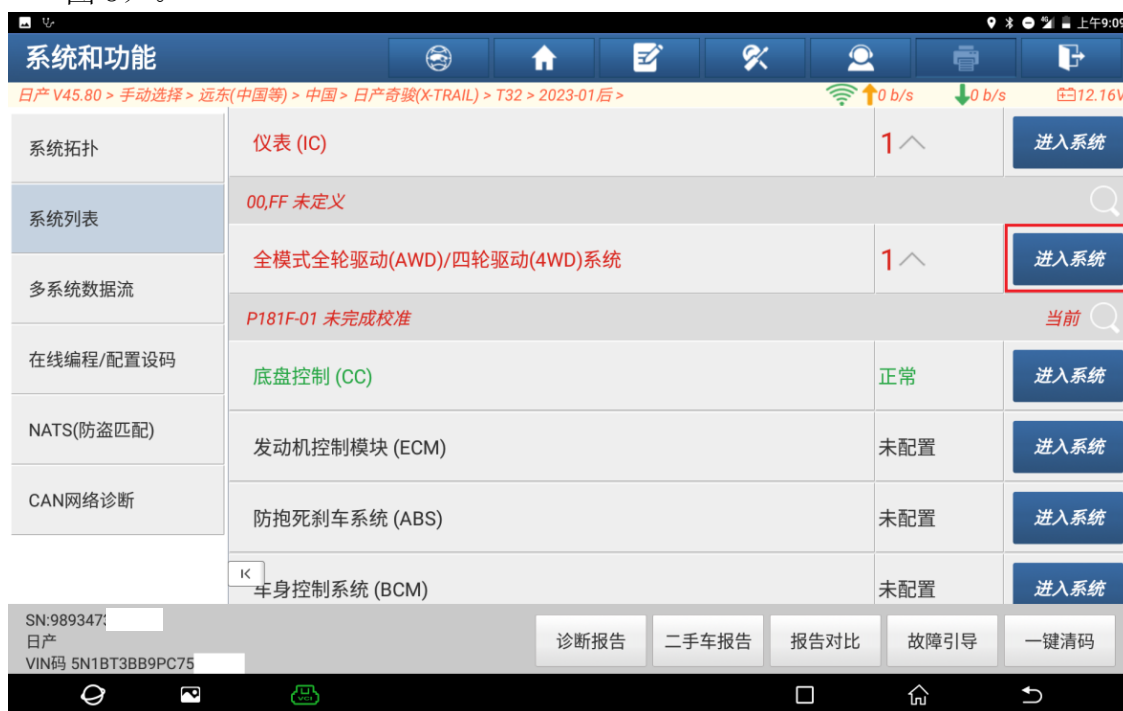 上午9:09
系统和功能
日产 V45.80 > 手动选择 > 远东(中国等) > 中国 > 日产奇骏(X-TRAIL) > T32 > 2023-01后 >
0 b/s
0 b/s
12.16V
系统拓扑
系统列表
多系统数据流
在线编程/配置设码
NATS(防盗匹配)
CAN网络诊断
仪表 (IC)
1
进入系统
00,FF 未定义
全模式全轮驱动(AWD)/四轮驱动(4WD)系统
1
进入系统
P181F-01 未完成校准
当前
底盘控制 (CC)
正常
进入系统
发动机控制模块 (ECM)
未配置
进入系统
防抱死刹车系统 (ABS)
未配置
进入系统
车身控制系统 (BCM)
未配置
进入系统
SN:989347
日产
VIN码 5N1BT3BB9PC75
诊断报告
二手车报告
报告对比
故障引导
一键清码
VCI